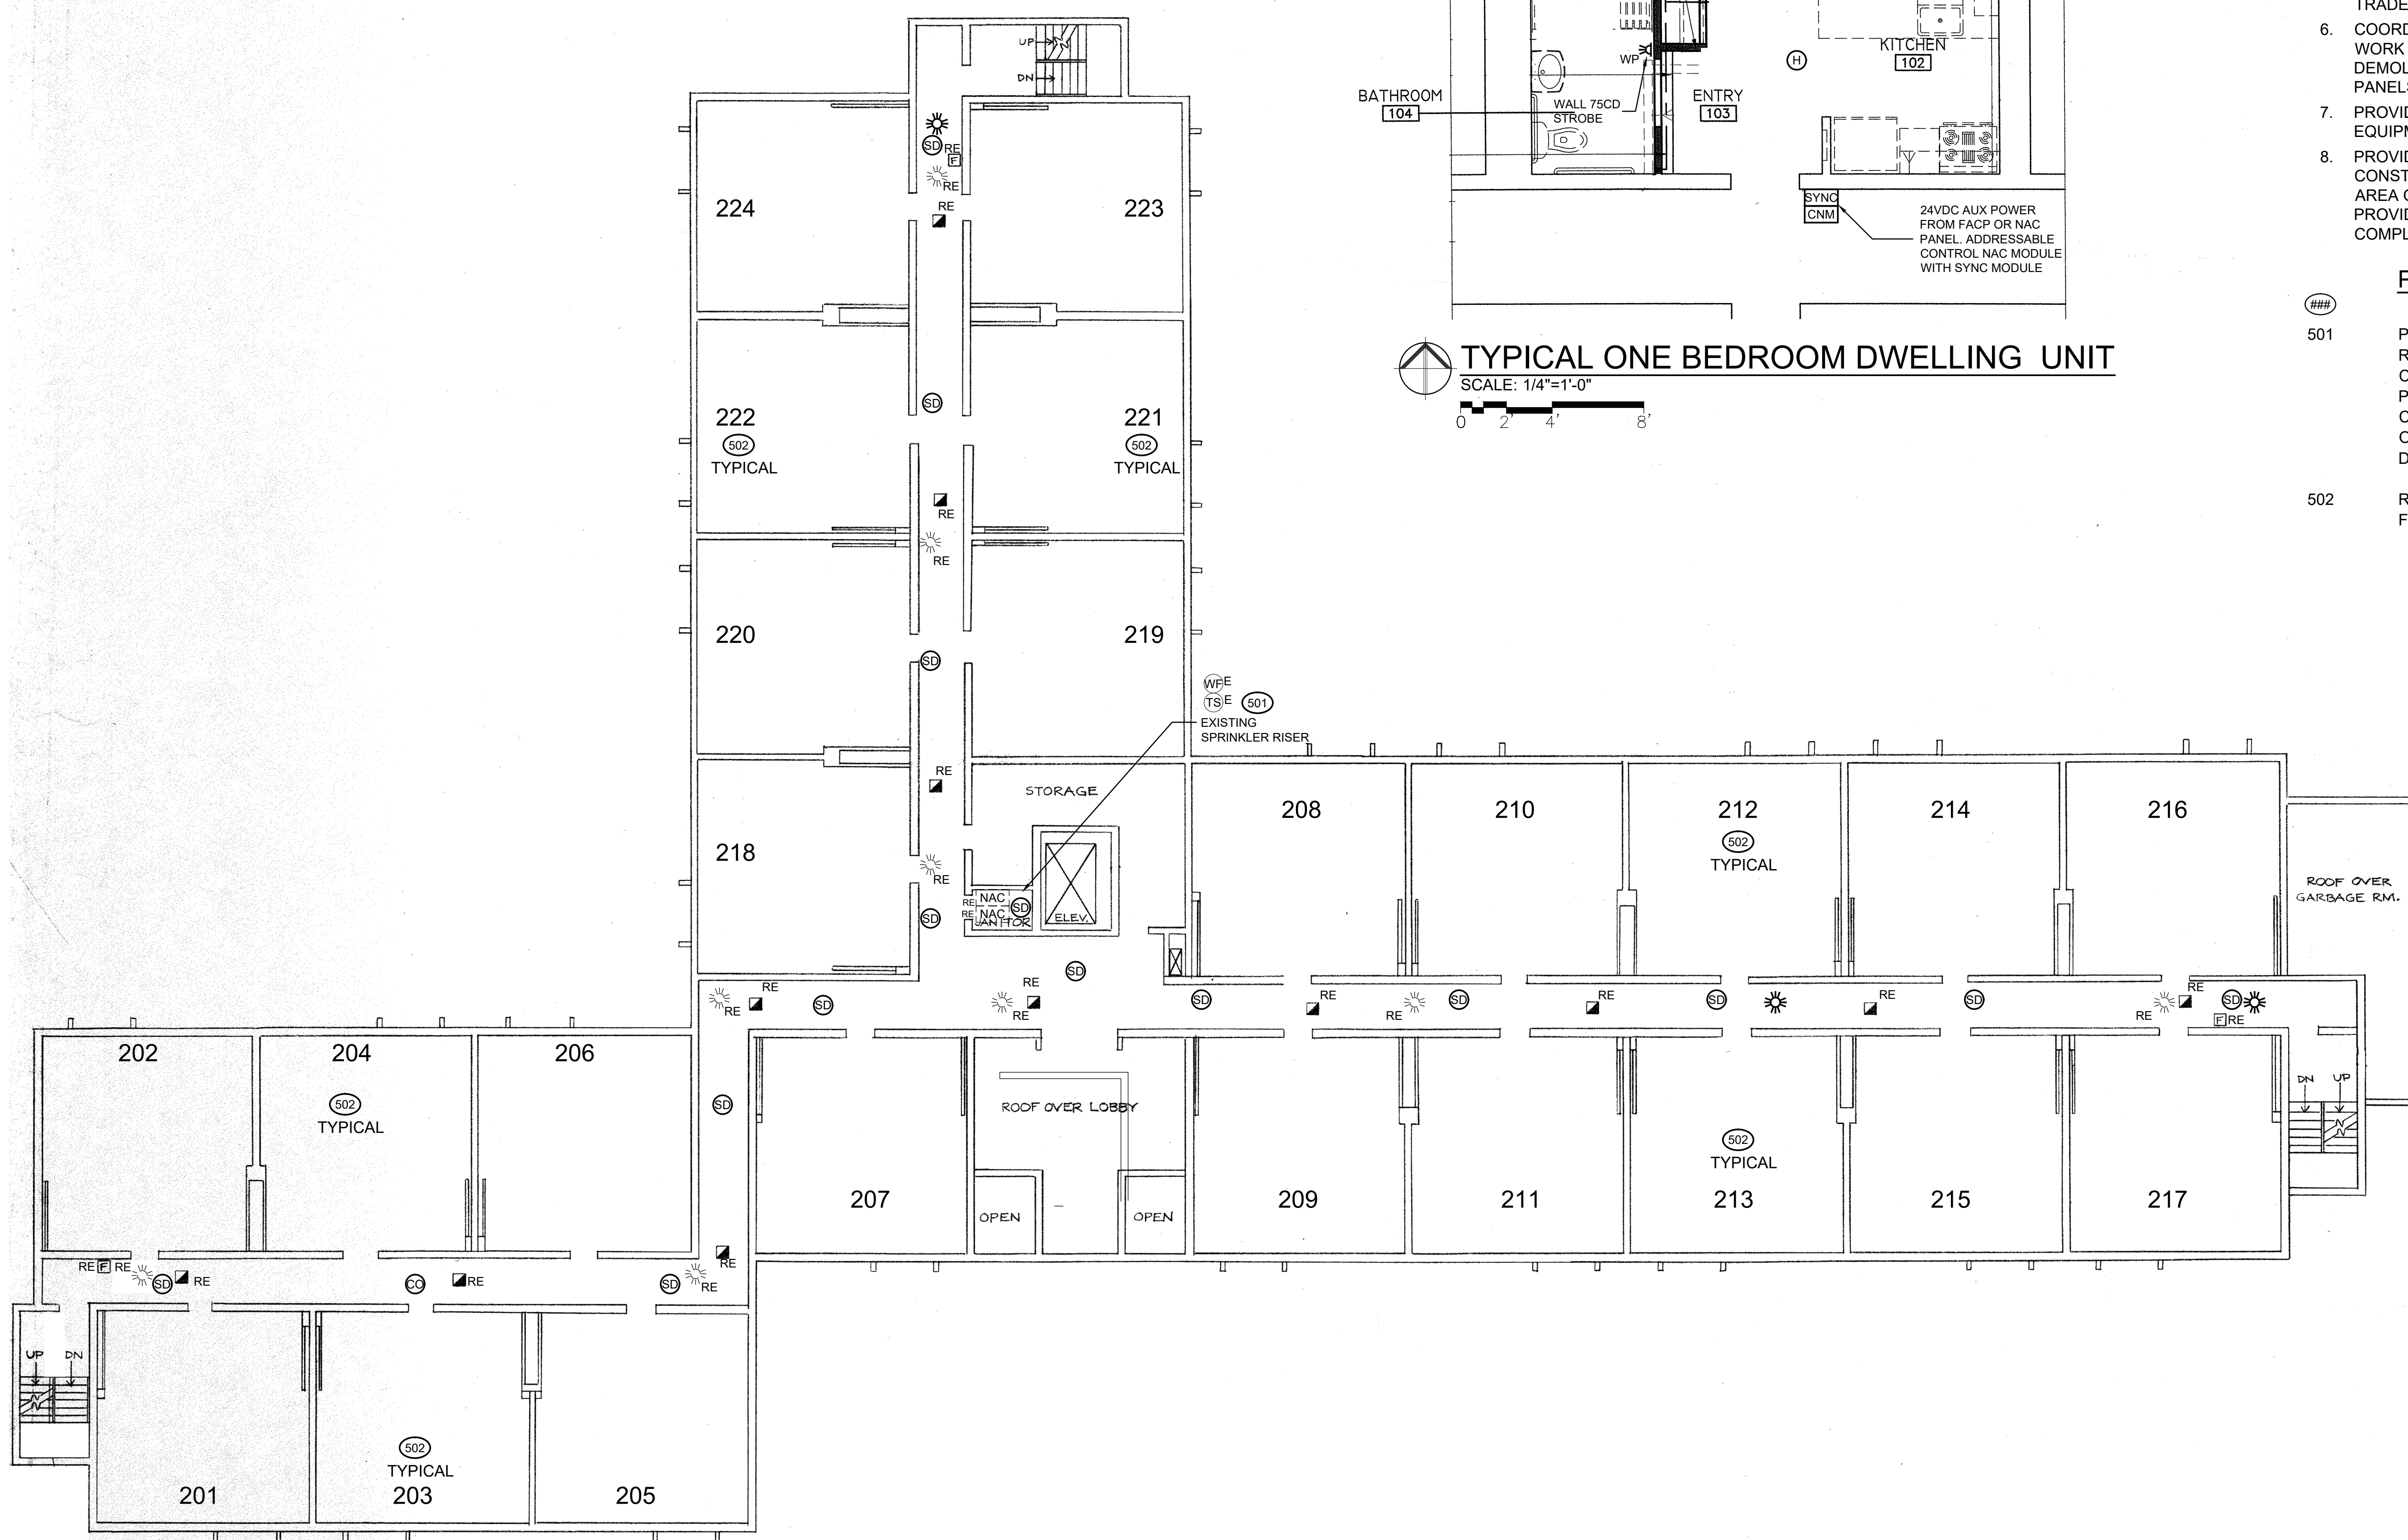 UP
DN
SD
RE
F
RE
RE
224
223
SD
222
221
502
TYPICAL
502
TYPICAL
RE
RE
220
219
SD
WF E
TS E
501
EXISTING
SPRINKLER RISER
RE
STORAGE
218
RE
SD
RE
NAC
RE
NAC
SD
JANITOR
ELEV.
208
210
212
502
TYPICAL
214
216
ROOF OVER
GARBAGE RM.
SD
RE
RE
SD
RE
RE
SD
RE
RE
SD
RE
SD
RE
SD
RE
RE
SD
F
RE
202
204
206
502
TYPICAL
SD
ROOF OVER LOBBY
502
TYPICAL
DN
UP
207
OPEN
OPEN
209
211
213
215
217
RE
F
RE
SD
RE
CO
RE
SD
RE
RE
UP
DN
502
TYPICAL
201
203
205
BATHROOM
104
WP
WALL 75CD
STROBE
ENTRY
103
H
KITCHEN
102
SYNC
CNM
24VDC AUX POWER
FROM FACP OR NAC
PANEL. ADDRESSABLE
CONTROL NAC MODULE
WITH SYNC MODULE
TYPICAL ONE BEDROOM DWELLING UNIT
SCALE: 1/4"=1'-0"
0 2' 4' 8'
TRADE
6. COORD
WORK
DEMOL
PANELS
7. PROVID
EQUIPM
8. PROVID
CONST
AREA
PROVID
COMPL
###
501
502